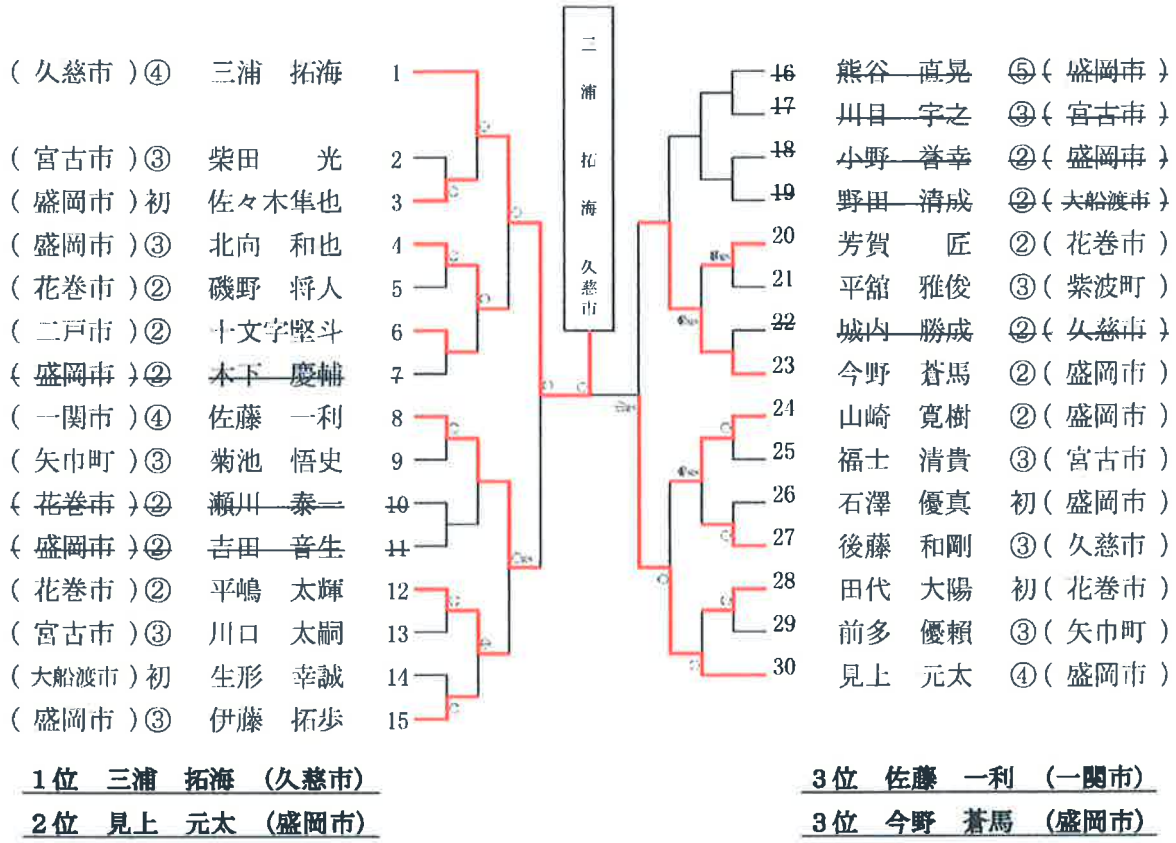 三浦 拓海 久慈市
( 久慈市 ) ④ 三浦 拓海 1
( 宮古市 ) ③ 柴田 光 2
( 盛岡市 ) 初 佐々木隼也 3
( 盛岡市 ) ③ 北向 和也 4
( 花巻市 ) ② 磯野 将人 5
( 二戸市 ) ② 十文字堅斗 6
( 盛岡市 ) ② 木下 慶輔 7
( 一関市 ) ④ 佐藤 一利 8
( 矢巾町 ) ③ 菊池 悟史 9
( 花巻市 ) ② 瀬川 泰一 10
( 盛岡市 ) ② 吉田 音生 11
( 花巻市 ) ② 平嶋 太輝 12
( 宮古市 ) ③ 川口 太嗣 13
( 大船渡市 ) 初 生形 幸誠 14
( 盛岡市 ) ③ 伊藤 拓歩 15
16 熊谷 直晃 ⑤ ( 盛岡市 )
17 川目 宇之 ③ ( 宮古市 )
18 小野 誉幸 ② ( 盛岡市 )
19 野田 清成 ② ( 大船渡市 )
20 芳賀 匠 ② ( 花巻市 )
21 平舘 雅俊 ③ ( 紫波町 )
22 城内 勝成 ② ( 久慈市 )
23 今野 蒼馬 ② ( 盛岡市 )
24 山崎 寛樹 ② ( 盛岡市 )
25 福士 清貴 ③ ( 宮古市 )
26 石澤 優真 初 ( 盛岡市 )
27 後藤 和剛 ③ ( 久慈市 )
28 田代 大陽 初 ( 花巻市 )
29 前多 優頼 ③ ( 矢巾町 )
30 見上 元太 ④ ( 盛岡市 )
1位 三浦 拓海 (久慈市)
2位 見上 元太 (盛岡市)
3位 佐藤 一利 (一関市)
3位 今野 蒼馬 (盛岡市)